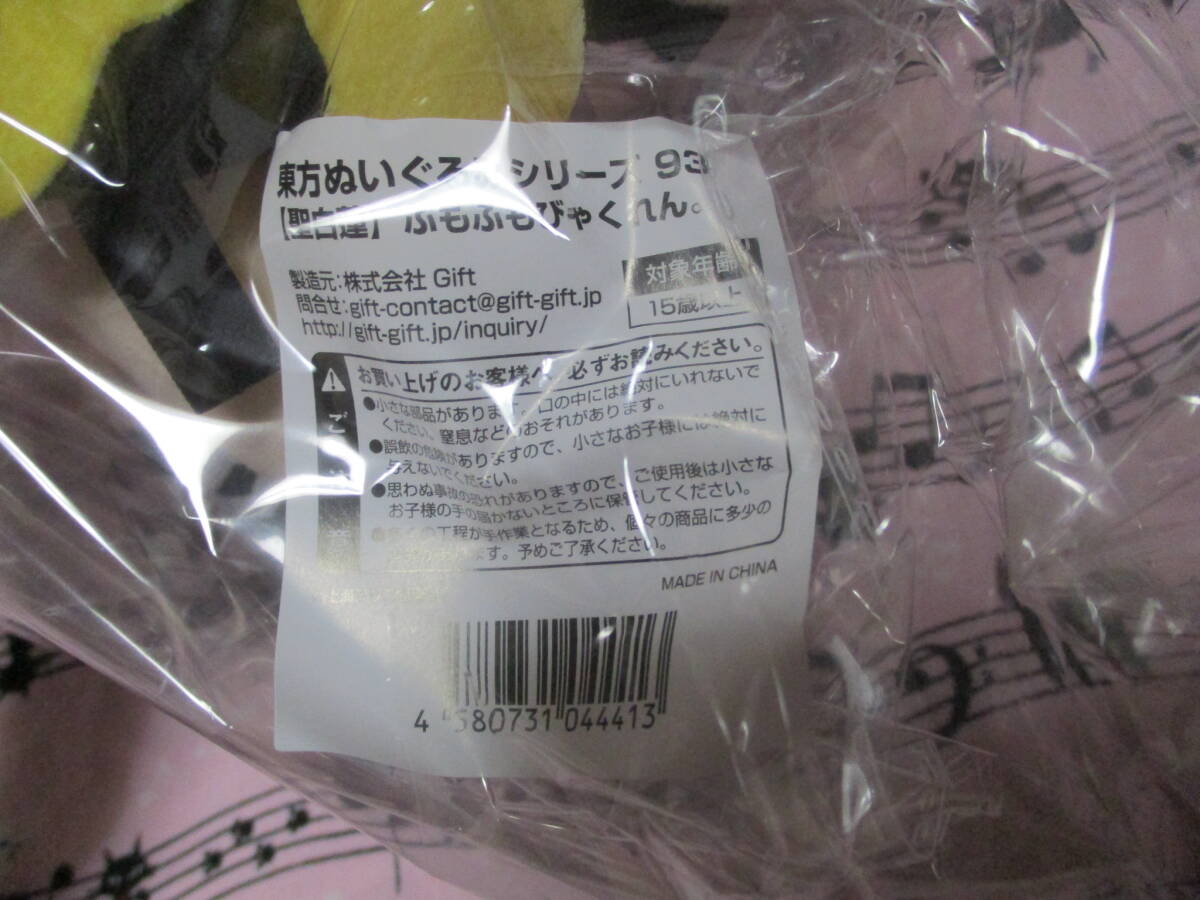 東方ぬいぐるみシリーズ 93
【聖白蓮】 ふもふもびゃくれん。
製造元:株式会社 Gift
問合せ:gift-contact@gift-gift.jp
http://gift-gift.jp/inquiry/
対象年齢
15歳以上
お買い上げのお客様へ 必ずお読みください。
●小さな部品があります。口の中には絶対にいれないで
ください。窒息などのおそれがあります。
●誤飲の危険がありますので、小さなお子様には絶対に
与えないでください。
●思わぬ事故の恐れがありますので、ご使用後は小さな
お子様の手の届かないところに保管してください。
の工程が手作業となるため、個々の商品に多少の
ます。予めご了承ください。
MADE IN CHINA
4 580731 044413